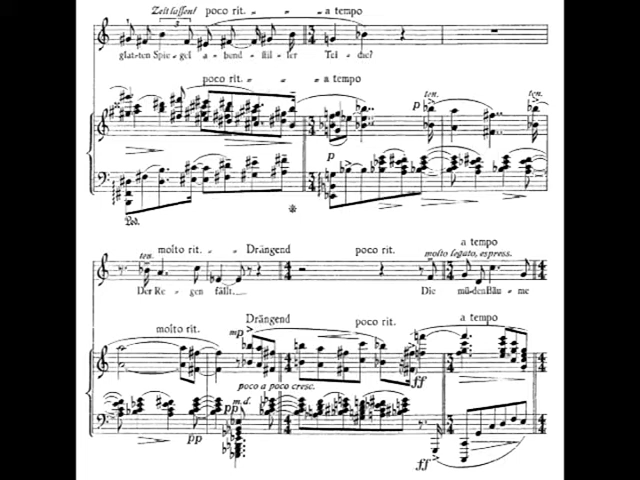 Zeit lassen! poco rit. a tempo
3
glat-ten Spie-gel a-bend-stil-ler Tei-che?
poco rit. a tempo
ten. ten.
p
p
Ped.
molto rit. Drängend poco rit. a tempo
ten. molto legato, espress.
Der Re-gen fällt. Die müden Bäu-me
molto rit. Drängend poco rit. a tempo
mp
poco a poco cresc. ff
pp m.d.
pp
ff